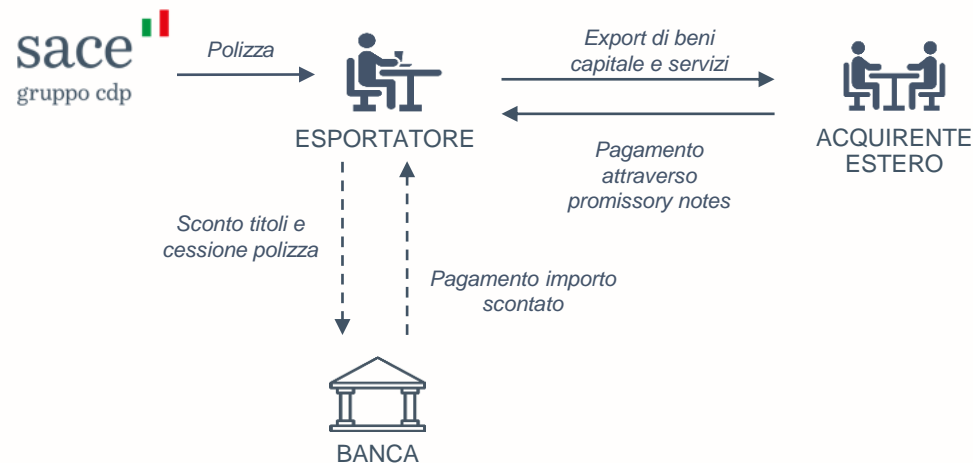 sace
gruppo cdp
Polizza
ESPORTATORE
Export di beni
capitale e servizi
Pagamento
attraverso
promissory notes
ACQUIRENTE
ESTERO
Sconto titoli e
cessione polizza
Pagamento importo
scontato
BANCA